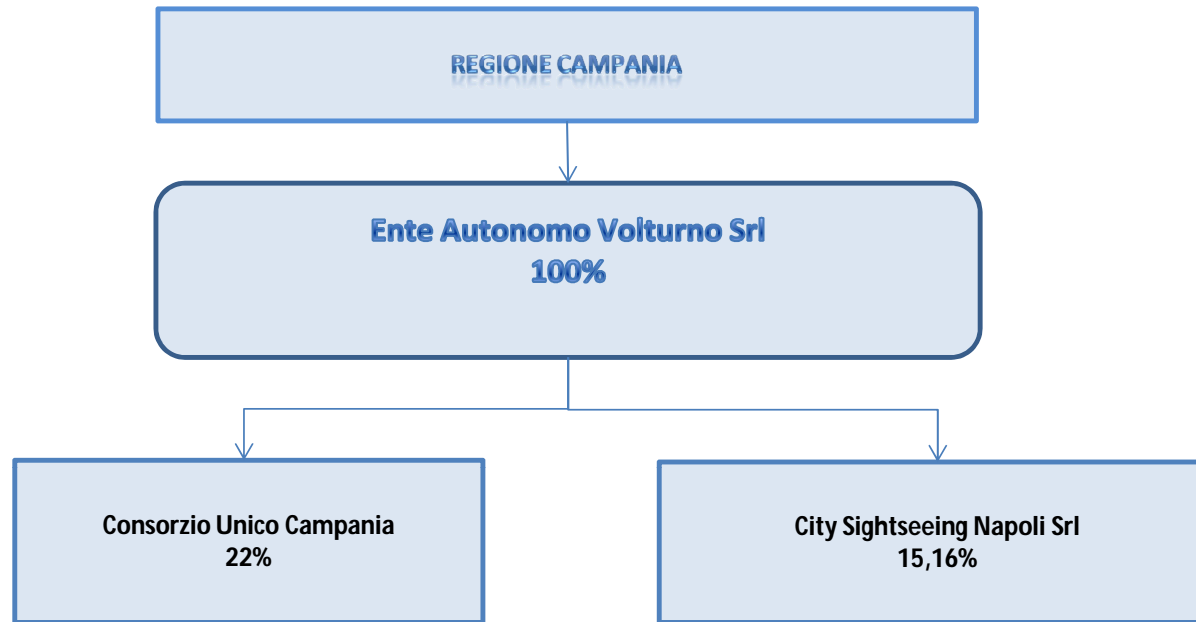 REGIONE CAMPANIA
Ente Autonomo Volturno Srl
100%
Consorzio Unico Campania
22%
City Sightseeing Napoli Srl
15,16%